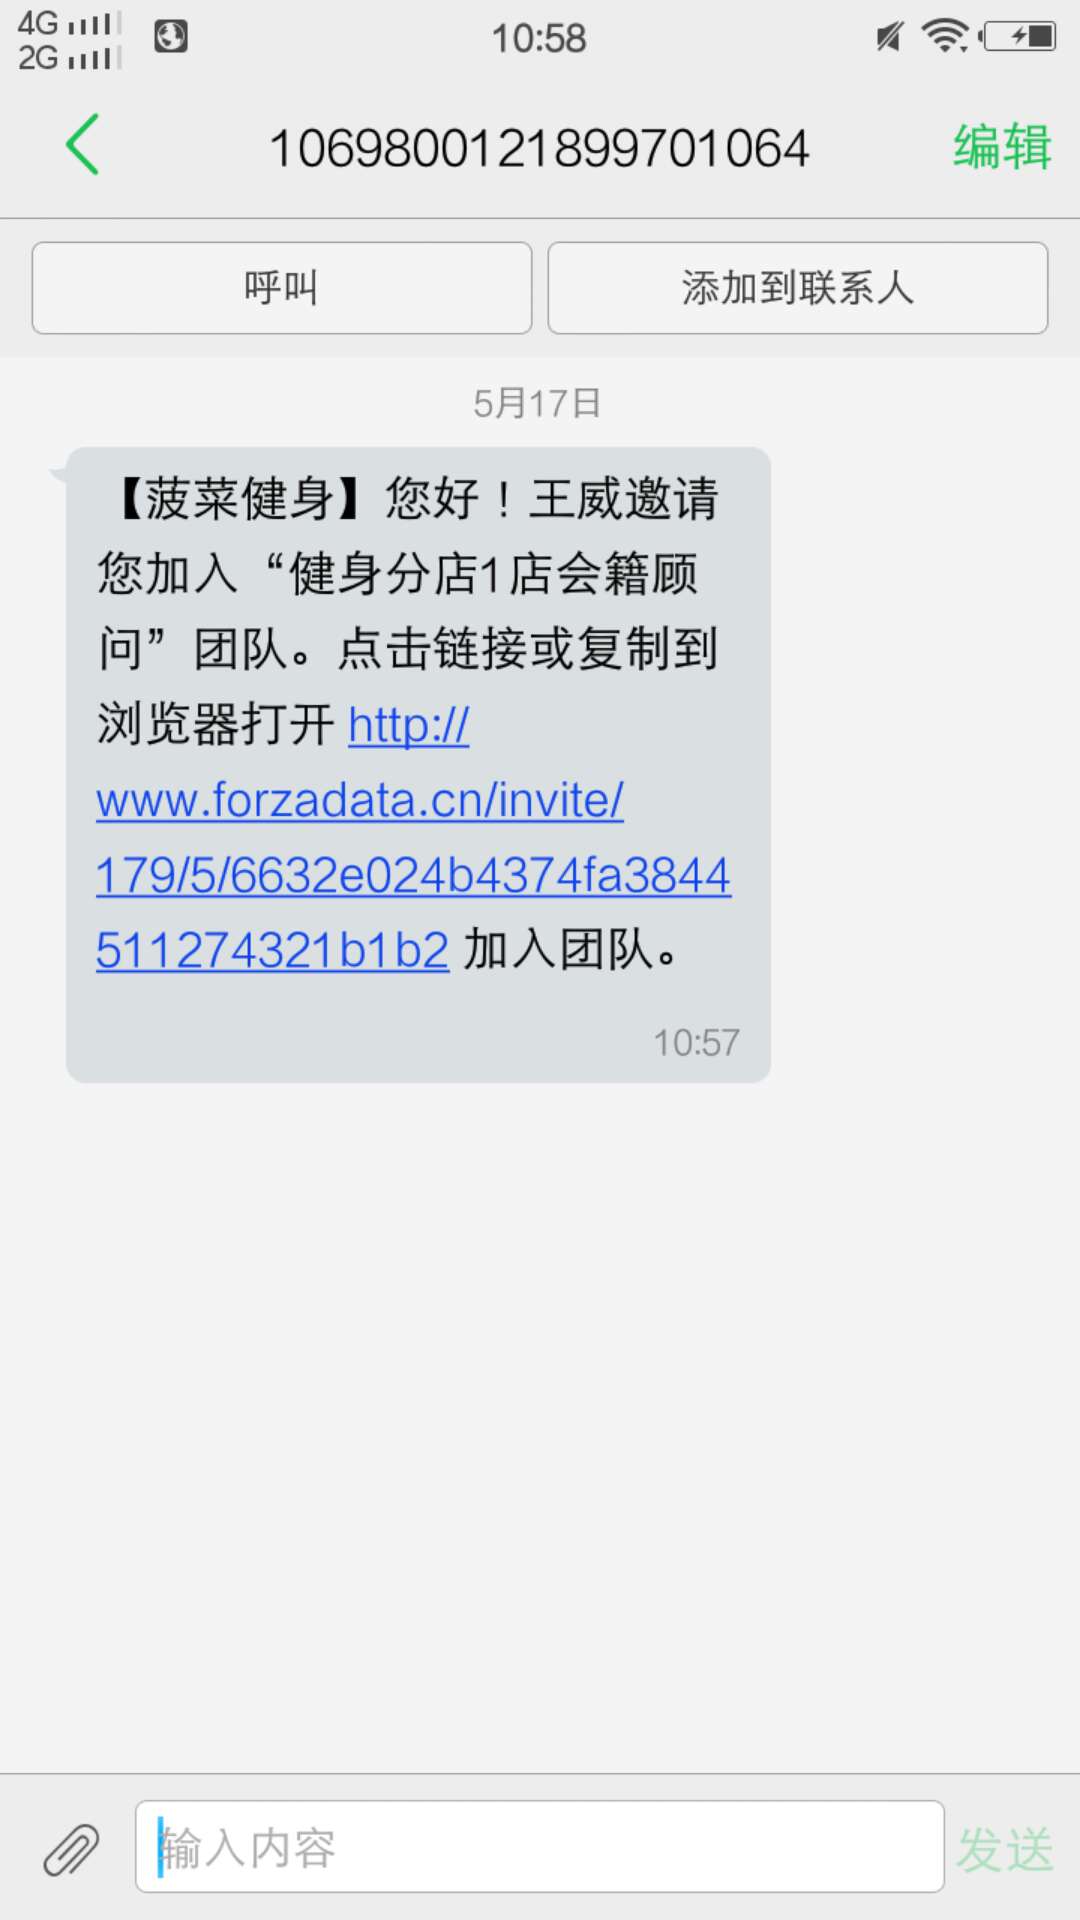 4G
2G
10:58
1069800121899701064
编辑
呼叫
添加到联系人
5月17日
【菠菜健身】您好！王威邀请
您加入“健身分店1店会籍顾
问”团队。点击链接或复制到
浏览器打开 http://
www.forzadata.cn/invite/
179/5/6632e024b4374fa3844
511274321b1b2 加入团队。
10:57
输入内容
发送